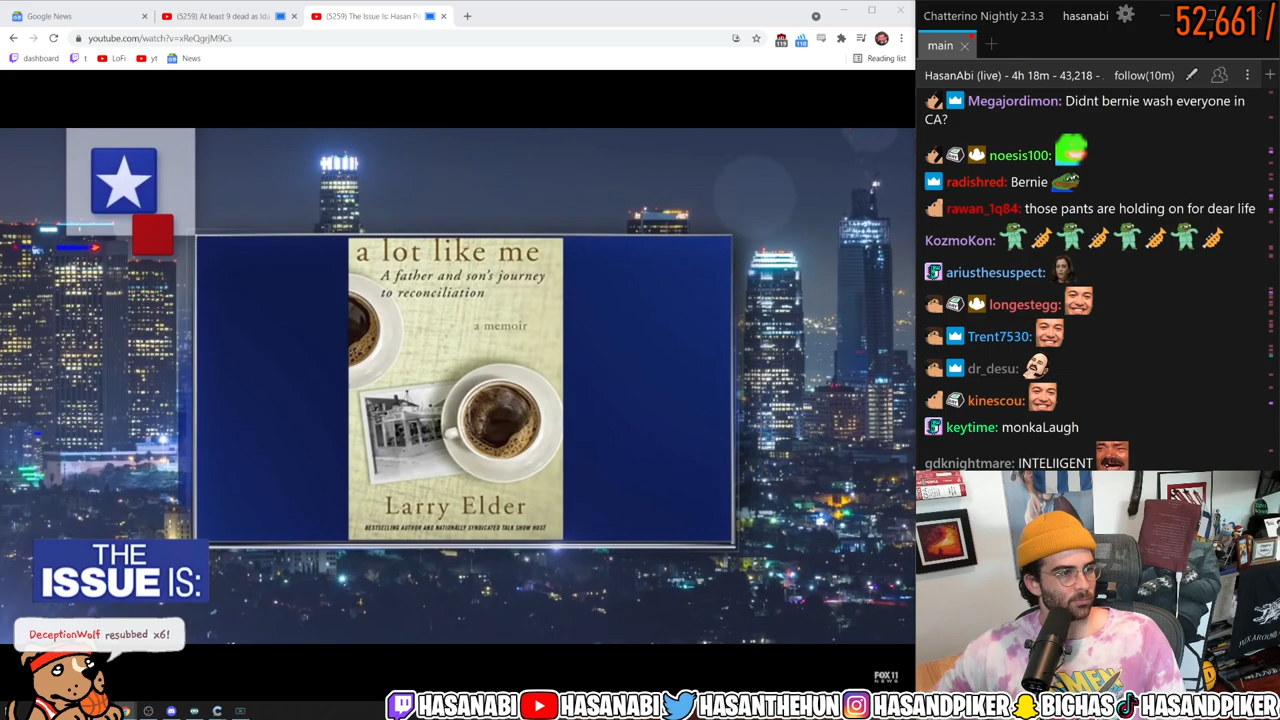 Google News
(5259) At least 9 dead as Ida
(5259) The Issue Is: Hasan Pi
youtube.com/watch?v=xReQgrjM9Cs
dashboard
t
LoFi
yt
News
Reading list
119
110
a lot like me
A father and son's journey
to reconciliation
a memoir
Larry Elder
BESTSELLING AUTHOR AND NATIONALLY SYNDICATED TALK SHOW HOST
THE
ISSUE IS:
DeceptionWolf resubbed x6!
FOX 11
NEWS
Chatterino Nightly 2.3.3
hasanabi
52,661 /
main
HasanAbi (live) - 4h 18m - 43,218 -
follow(10m)
Megajordimon: Didnt bernie wash everyone in
CA?
noesis100:
radishred: Bernie
rawan_1q84: those pants are holding on for dear life
KozmoKon:
ariusthesuspect:
longestegg:
Trent7530:
dr_desu:
kinescou:
keytime: monkaLaugh
gdknightmare: INTELIIGENT
HASANABI
HASANABI
HASANTHEHUN
HASANDPIKER
BIGHAS
HASANDPIKER